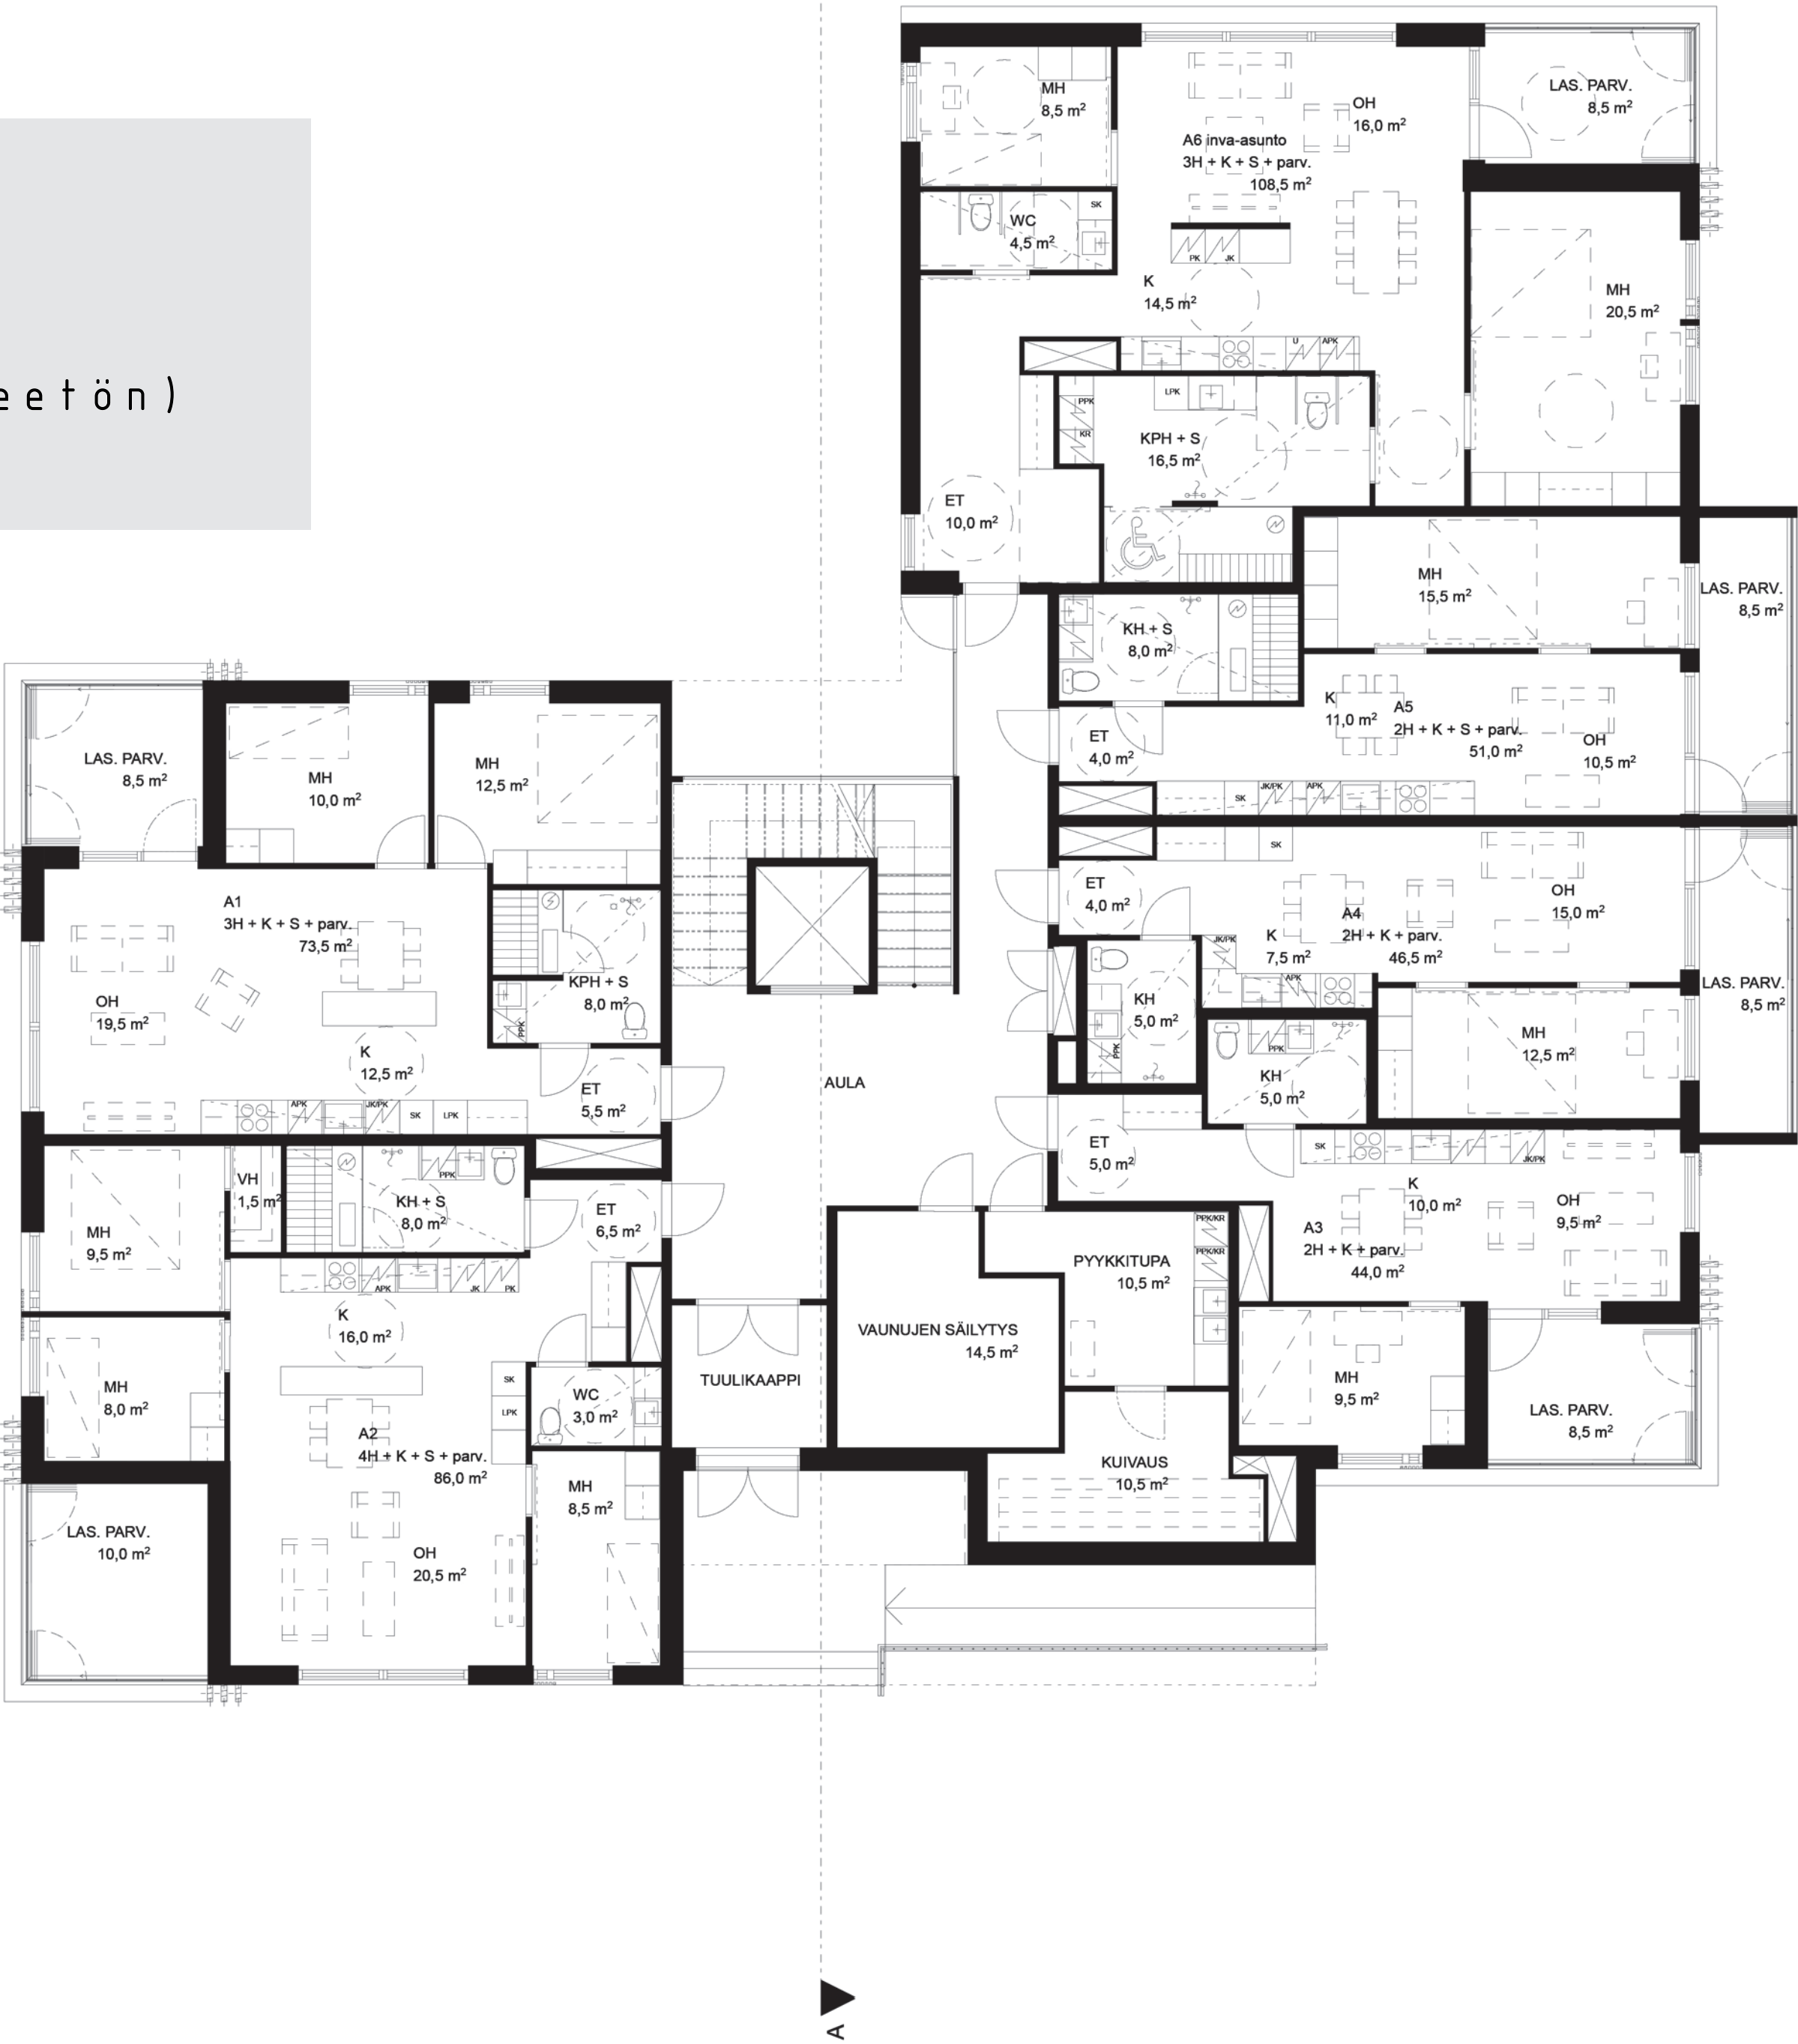 eetön)
MH
8,5 m²
OH
16,0 m²
LAS. PARV.
8,5 m²
A6 inva-asunto
3H + K + S + parv.
108,5 m²
WC
4,5 m²
SK
PK
JK
K
14,5 m²
MH
20,5 m²
U
APK
PPK
KR
LPK
KPH + S
16,5 m²
ET
10,0 m²
MH
15,5 m²
LAS. PARV.
8,5 m²
KH + S
8,0 m²
K
11,0 m²
A5
2H + K + S + parv.
51,0 m²
OH
10,5 m²
ET
4,0 m²
SK
JK/PK
APK
LAS. PARV.
8,5 m²
MH
10,0 m²
MH
12,5 m²
SK
ET
4,0 m²
OH
15,0 m²
A4
2H + K + parv.
46,5 m²
K
7,5 m²
JK/PK
APK
LAS. PARV.
8,5 m²
A1
3H + K + S + parv.
73,5 m²
KPH + S
8,0 m²
PPK
OH
19,5 m²
K
12,5 m²
ET
5,5 m²
APK
JK/PK
SK
LPK
AULA
KH
5,0 m²
PPK
KH
5,0 m²
PPK
MH
12,5 m²
ET
5,0 m²
SK
JK/PK
K
10,0 m²
OH
9,5 m²
A3
2H + K + parv.
44,0 m²
VH
1,5 m²
MH
9,5 m²
KH + S
8,0 m²
PPK
ET
6,5 m²
APK
JK
PK
K
16,0 m²
MH
8,0 m²
SK
LPK
WC
3,0 m²
A2
4H + K + S + parv.
86,0 m²
MH
8,5 m²
LAS. PARV.
10,0 m²
OH
20,5 m²
TUULIKAAPPI
VAUNUJEN SÄILYTYS
14,5 m²
PYYKKITUPA
10,5 m²
PPK/KR
PPK/KR
KUIVAUS
10,5 m²
MH
9,5 m²
LAS. PARV.
8,5 m²
A